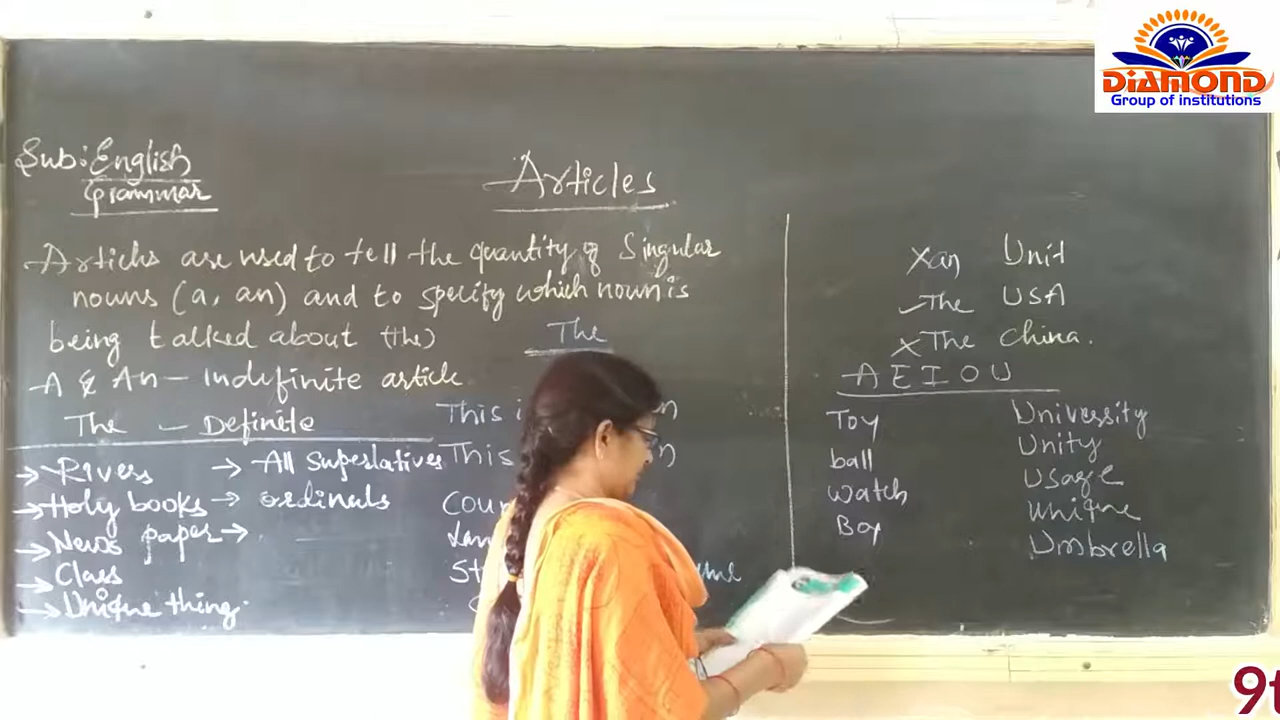 DIAMOND
Group of institutions
Sub: English
Grammar
Articles
Articles are used to tell the quantity of Singular
nouns (a, an) and to specify which noun is
being talked about (the)
A & An - Indefinite article
The - Definite
→ Rivers → All Superlatives
→ Holy books → ordinals
→ News paper →
→ Class
→ Unique thing.
The
This
This
X an Unit
✓ The USA
X The China.
A E I O U
Toy University
ball Unity
watch Usage
Boy unique
Umbrella